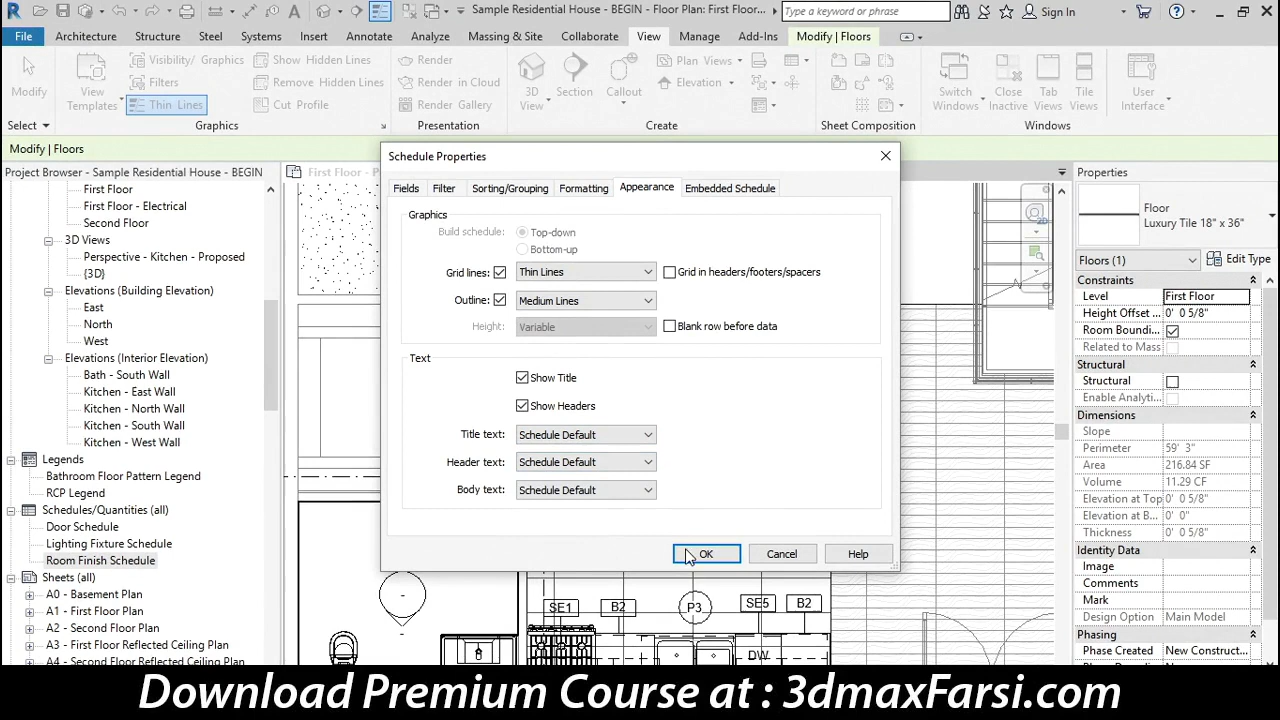 Sample Residential House - BEGIN - Floor Plan: First Floor...
Type a keyword or phrase
Sign In
File
Architecture
Structure
Steel
Systems
Insert
Annotate
Analyze
Massing & Site
Collaborate
View
Manage
Add-Ins
Modify | Floors
Modify
View
Templates
Visibility/ Graphics
Filters
Thin Lines
Show Hidden Lines
Remove Hidden Lines
Cut Profile
Render
Render in Cloud
Render Gallery
3D
View
Section
Callout
Plan Views
Elevation
Switch
Windows
Close
Inactive
Tab
Views
Tile
Views
User
Interface
Select
Graphics
Presentation
Create
Sheet Composition
Windows
Modify | Floors
Project Browser - Sample Residential House - BEGIN
First Floor
First Floor - Electrical
Second Floor
3D Views
Perspective - Kitchen - Proposed
{3D}
Elevations (Building Elevation)
East
North
West
Elevations (Interior Elevation)
Bath - South Wall
Kitchen - East Wall
Kitchen - North Wall
Kitchen - South Wall
Kitchen - West Wall
Legends
Bathroom Floor Pattern Legend
RCP Legend
Schedules/Quantities (all)
Door Schedule
Lighting Fixture Schedule
Room Finish Schedule
Sheets (all)
A0 - Basement Plan
A1 - First Floor Plan
A2 - Second Floor Plan
A3 - First Floor Reflected Ceiling Plan
A4 - Second Floor Reflected Ceiling Plan
First Floor - P
Schedule Properties
Fields
Filter
Sorting/Grouping
Formatting
Appearance
Embedded Schedule
Graphics
Build schedule:
Top-down
Bottom-up
Grid lines:
Thin Lines
Grid in headers/footers/spacers
Outline:
Medium Lines
Height:
Variable
Blank row before data
Text
Show Title
Show Headers
Title text:
Schedule Default
Header text:
Schedule Default
Body text:
Schedule Default
OK
Cancel
Help
SE1
B2
P3
SE5
B2
DW
2D
Properties
Floor
Luxury Tile 18" x 36"
Floors (1)
Edit Type
Constraints
Level
First Floor
Height Offset ...
0' 0 5/8"
Room Boundi...
Related to Mass
Structural
Structural
Enable Analyti...
Dimensions
Slope
Perimeter
59' 3"
Area
216.84 SF
Volume
11.29 CF
Elevation at Top
0' 0 5/8"
Elevation at B...
0' 0"
Thickness
0' 0 5/8"
Identity Data
Image
Comments
Mark
Design Option
Main Model
Phasing
Phase Created
New Construct...
Download Premium Course at : 3dmaxFarsi.com